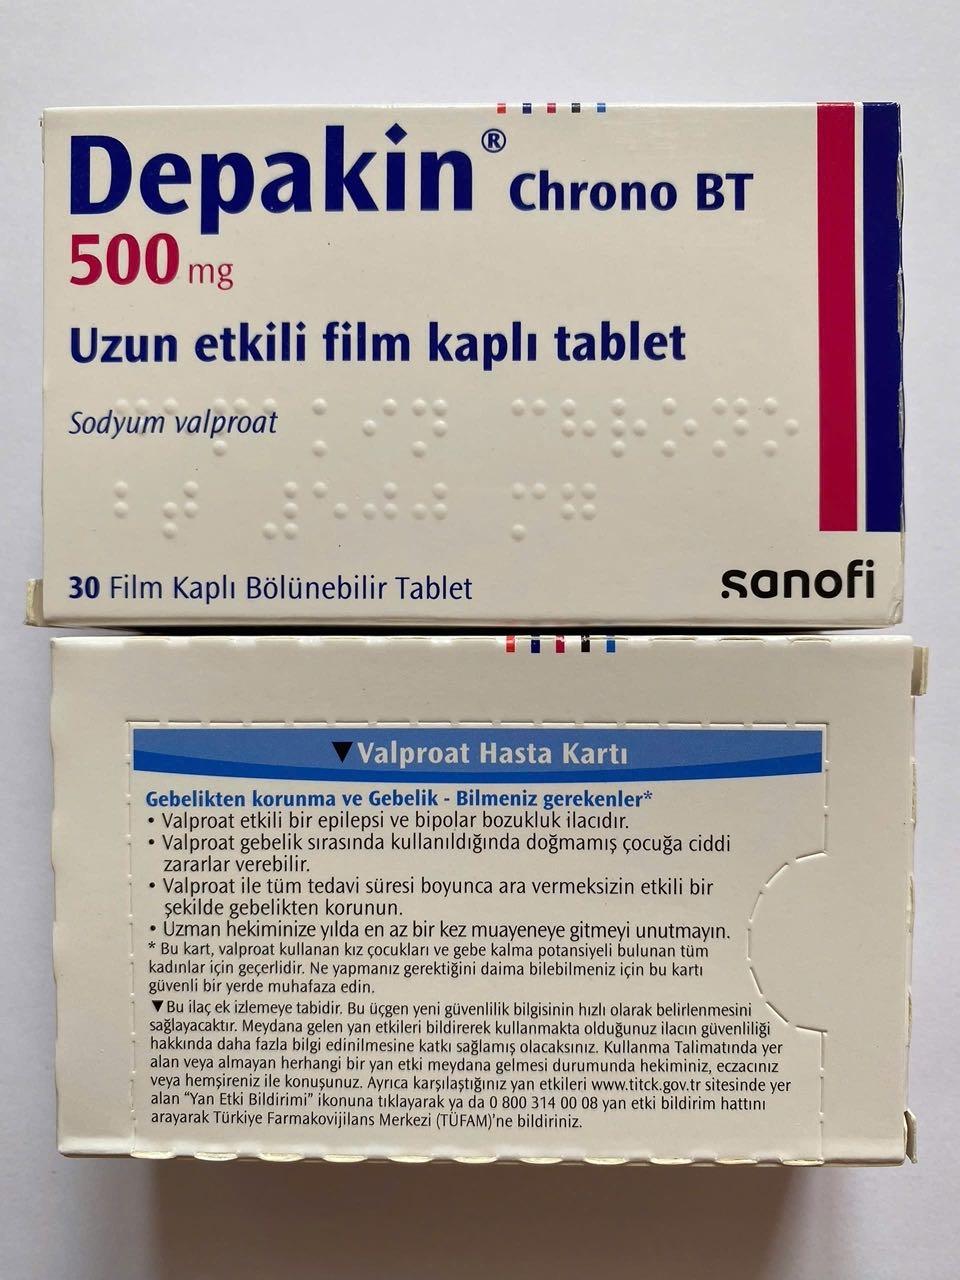 Depakin® Chrono BT
500 mg
Uzun etkili film kaplı tablet
Sodyum valproat
30 Film Kaplı Bölünebilir Tablet
sanofi
▼Valproat Hasta Kartı
Gebelikten korunma ve Gebelik - Bilmeniz gerekenler*
• Valproat etkili bir epilepsi ve bipolar bozukluk ilacıdır.
• Valproat gebelik sırasında kullanıldığında doğmamış çocuğa ciddi
zararlar verebilir.
• Valproat ile tüm tedavi süresi boyunca ara vermeksizin etkili bir
şekilde gebelikten korunun.
• Uzman hekiminize yılda en az bir kez muayeneye gitmeyi unutmayın.
* Bu kart, valproat kullanan kız çocukları ve gebe kalma potansiyeli bulunan tüm
kadınlar için geçerlidir. Ne yapmanız gerektiğini daima bilebilmeniz için bu kartı
güvenli bir yerde muhafaza edin.
▼Bu ilaç ek izlemeye tabidir. Bu üçgen yeni güvenlilik bilgisinin hızlı olarak belirlenmesini
sağlayacaktır. Meydana gelen yan etkileri bildirerek kullanmakta olduğunuz ilacın güvenliliği
hakkında daha fazla bilgi edinilmesine katkı sağlamış olacaksınız. Kullanma Talimatında yer
alan veya almayan herhangi bir yan etki meydana gelmesi durumunda hekiminiz, eczacınız
veya hemşireniz ile konuşunuz. Ayrıca karşılaştığınız yan etkileri www.titck.gov.tr sitesinde yer
alan “Yan Etki Bildirimi” ikonuna tıklayarak ya da 0 800 314 00 08 yan etki bildirim hattını
arayarak Türkiye Farmakovijilans Merkezi (TÜFAM)’ne bildiriniz.